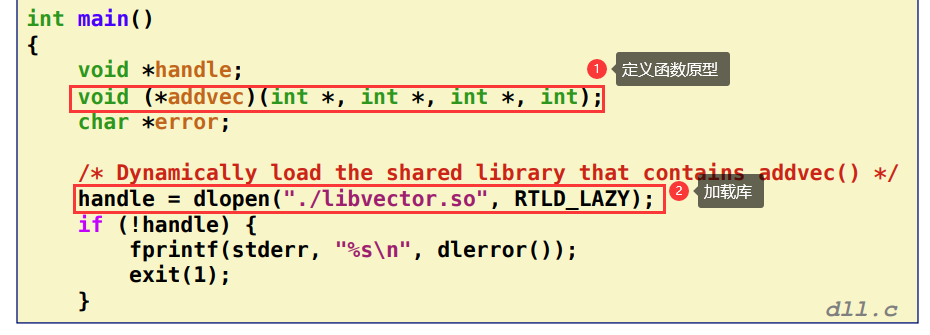 int main()
{
    void *handle;
1 定义函数原型
    void (*addvec)(int *, int *, int *, int);
    char *error;
    /* Dynamically load the shared library that contains addvec() */
    handle = dlopen("./libvector.so", RTLD_LAZY);
2 加载库
    if (!handle) {
        fprintf(stderr, "%s\n", dlerror());
        exit(1);
    }
dll.c